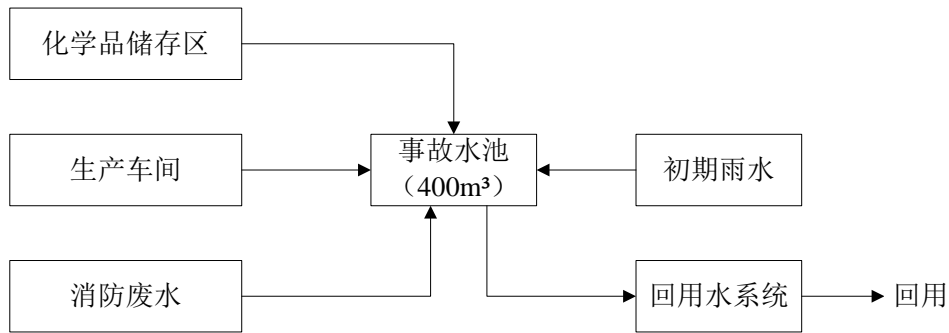 化学品储存区
生产车间
事故水池
（400m³）
初期雨水
消防废水
回用水系统
回用